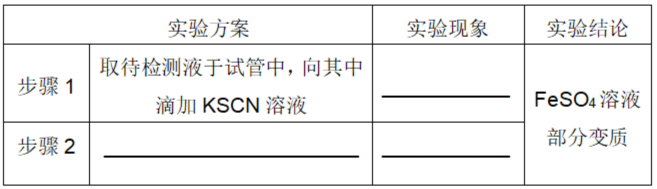 实验方案 实验现象 实验结论
步骤 1 取待检测液于试管中，向其中
滴加 KSCN 溶液
FeSO₄ 溶液
部分变质
步骤 2